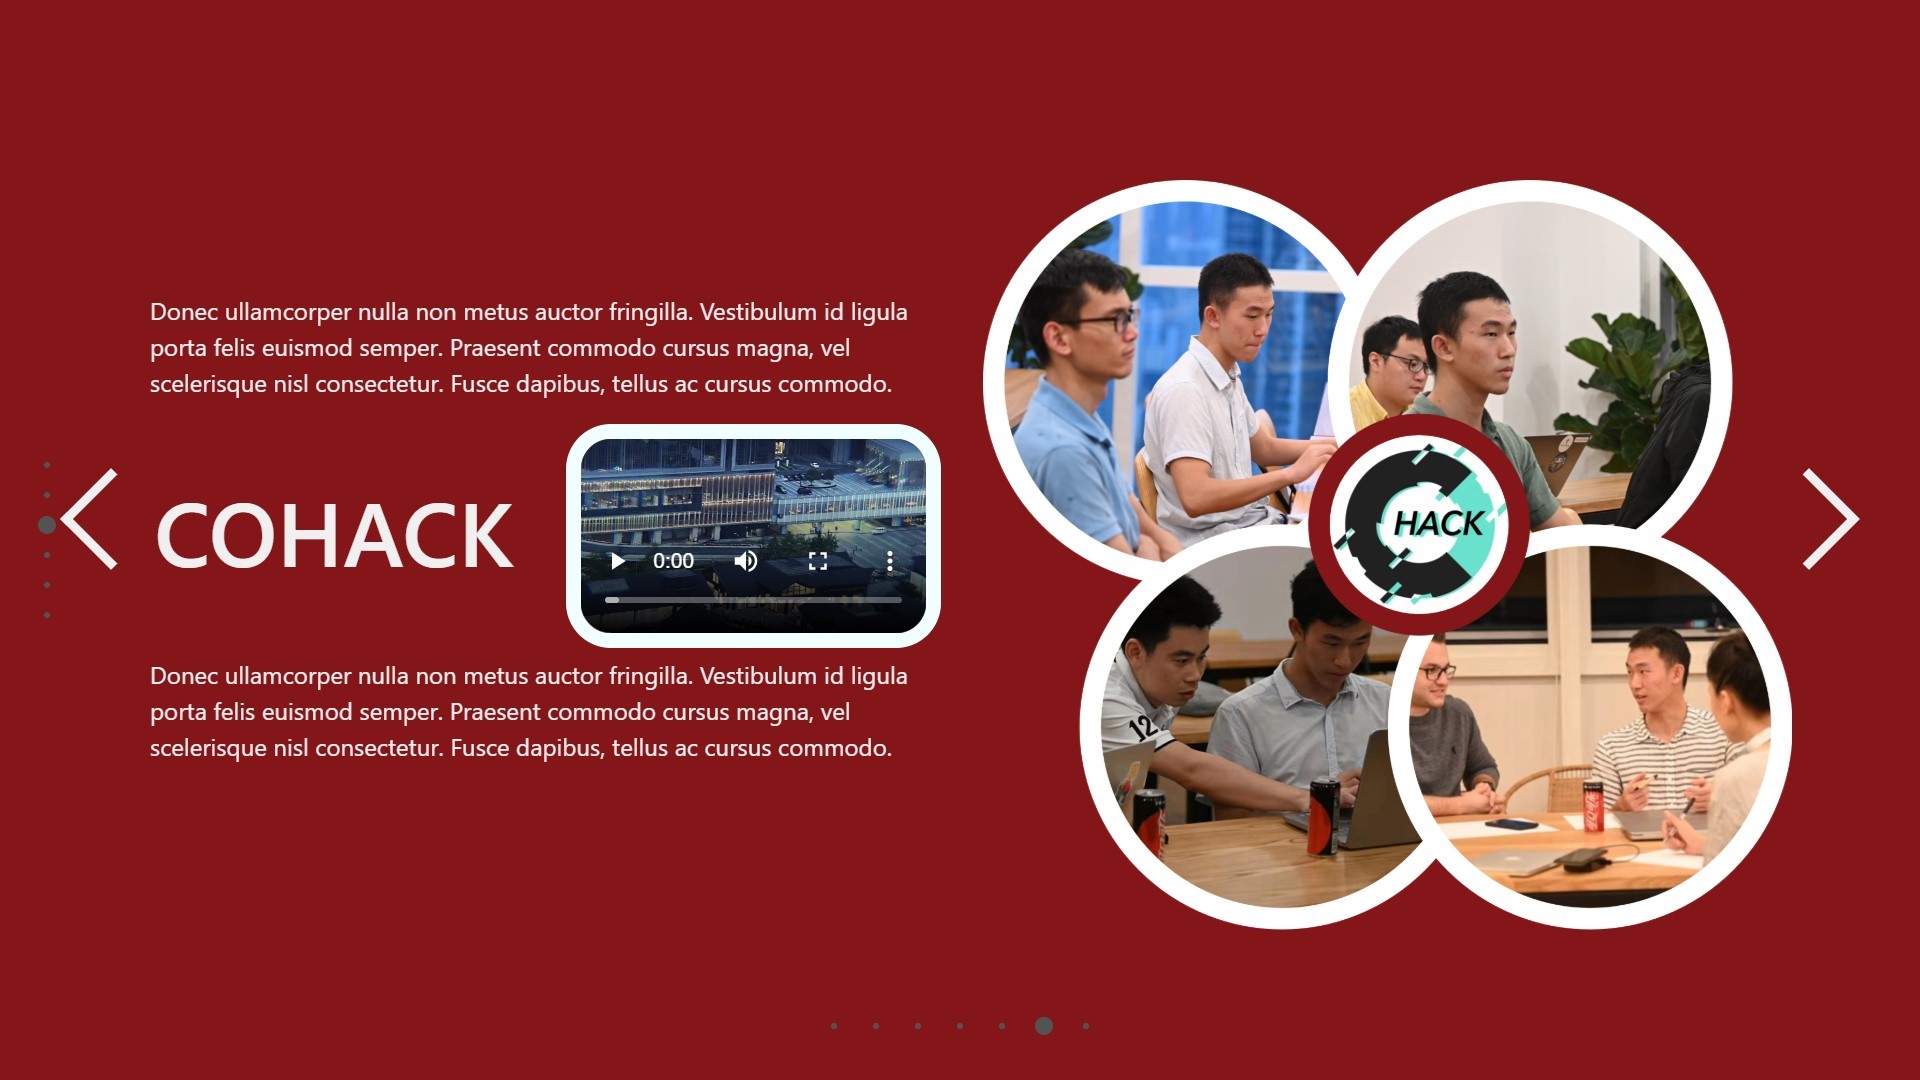 Donec ullamcorper nulla non metus auctor fringilla. Vestibulum id ligula
porta felis euismod semper. Praesent commodo cursus magna, vel
scelerisque nisl consectetur. Fusce dapibus, tellus ac cursus commodo.
COHACK
0:00
Donec ullamcorper nulla non metus auctor fringilla. Vestibulum id ligula
porta felis euismod semper. Praesent commodo cursus magna, vel
scelerisque nisl consectetur. Fusce dapibus, tellus ac cursus commodo.
HACK
12